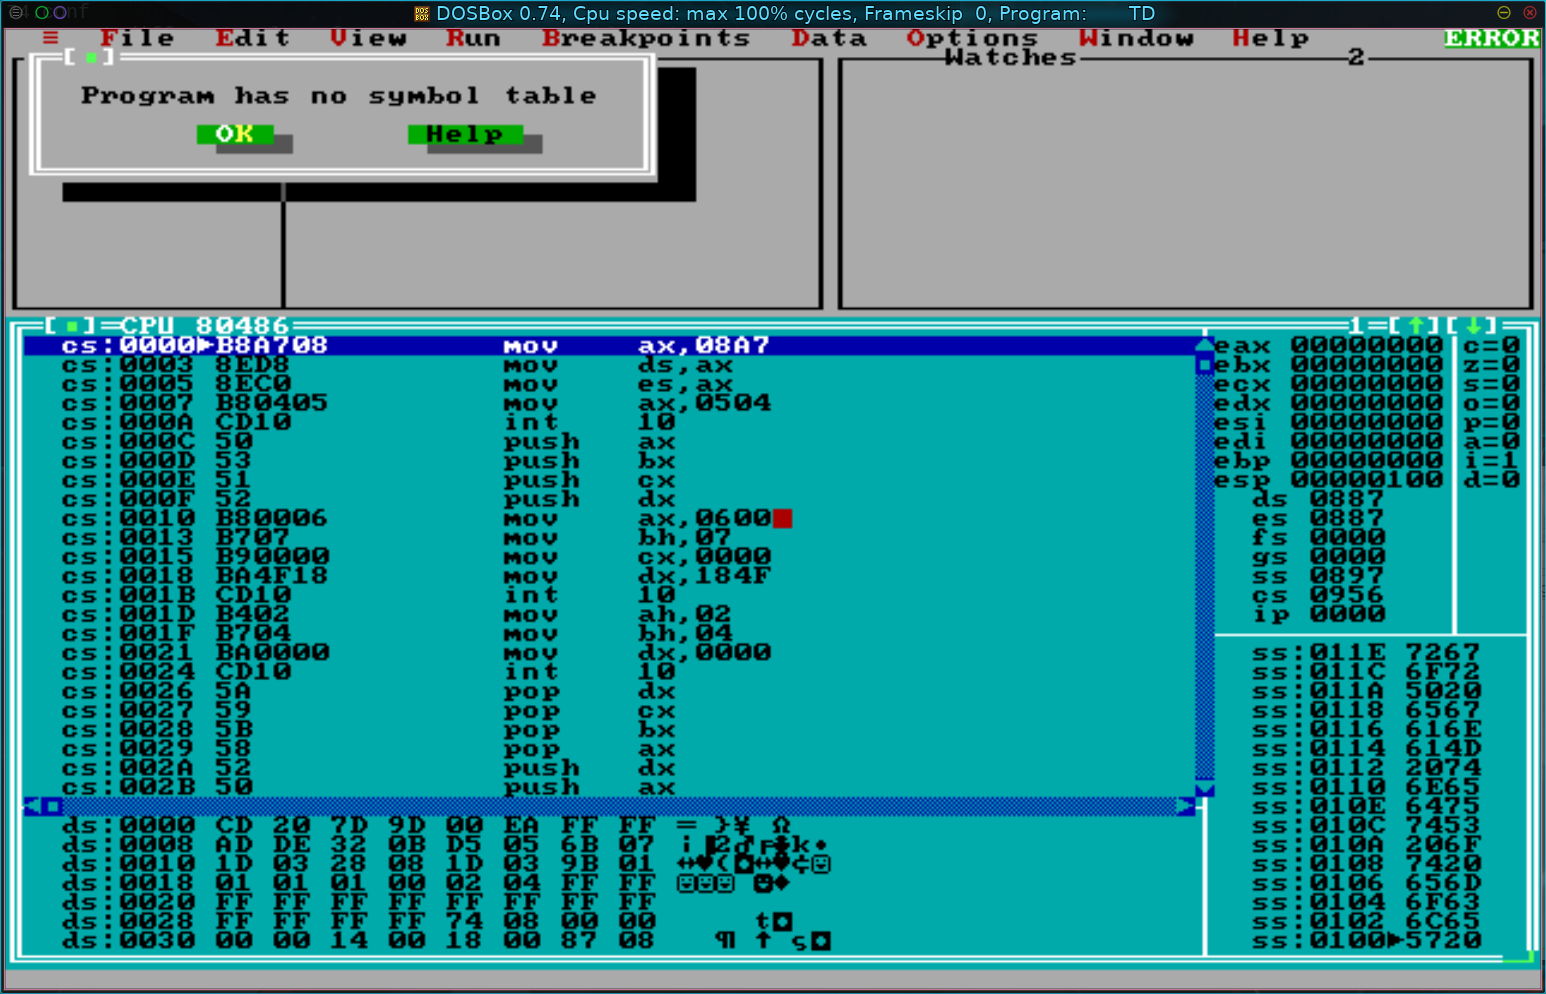 DOSBox 0.74, Cpu speed: max 100% cycles, Frameskip 0, Program: TD
≡ File Edit View Run Breakpoints Data Options Window Help ERROR
[▪]
Watches 2
Program has no symbol table
OK Help
[▪]=CPU 80486 1=[↑][↓]
cs:0000►B8A708 mov ax,08A7
cs:0003 8ED8 mov ds,ax
cs:0005 8EC0 mov es,ax
cs:0007 B80405 mov ax,0504
cs:000A CD10 int 10
cs:000C 50 push ax
cs:000D 53 push bx
cs:000E 51 push cx
cs:000F 52 push dx
cs:0010 B80006 mov ax,0600
cs:0013 B707 mov bh,07
cs:0015 B90000 mov cx,0000
cs:0018 BA4F18 mov dx,184F
cs:001B CD10 int 10
cs:001D B402 mov ah,02
cs:001F B704 mov bh,04
cs:0021 BA0000 mov dx,0000
cs:0024 CD10 int 10
cs:0026 5A pop dx
cs:0027 59 pop cx
cs:0028 5B pop bx
cs:0029 58 pop ax
cs:002A 52 push dx
cs:002B 50 push ax
eax 00000000 c=0
ebx 00000000 z=0
ecx 00000000 s=0
edx 00000000 o=0
esi 00000000 p=0
edi 00000000 a=0
ebp 00000000 i=1
esp 00000100 d=0
ds 0887
es 0887
fs 0000
gs 0000
ss 0897
cs 0956
ip 0000
ds:0000 CD 20 7D 9D 00 EA FF FF = }¥ Ω
ds:0008 AD DE 32 0B D5 05 6B 07
ds:0010 1D 03 28 08 1D 03 9B 01 ↔♥(◘↔♥¢☺
ds:0018 01 01 01 00 02 04 FF FF ☺☺☺ ☻♦
ds:0020 FF FF FF FF FF FF FF FF
ds:0028 FF FF FF FF 74 08 00 00 t◘
ds:0030 00 00 14 00 18 00 87 08 ¶ ↑ ç◘
ss:011E 7267
ss:011C 6F72
ss:011A 5020
ss:0118 6567
ss:0116 616E
ss:0114 614D
ss:0112 2074
ss:0110 6E65
ss:010E 6475
ss:010C 7453
ss:010A 206F
ss:0108 7420
ss:0106 656D
ss:0104 6F63
ss:0102 6C65
ss:0100►5720